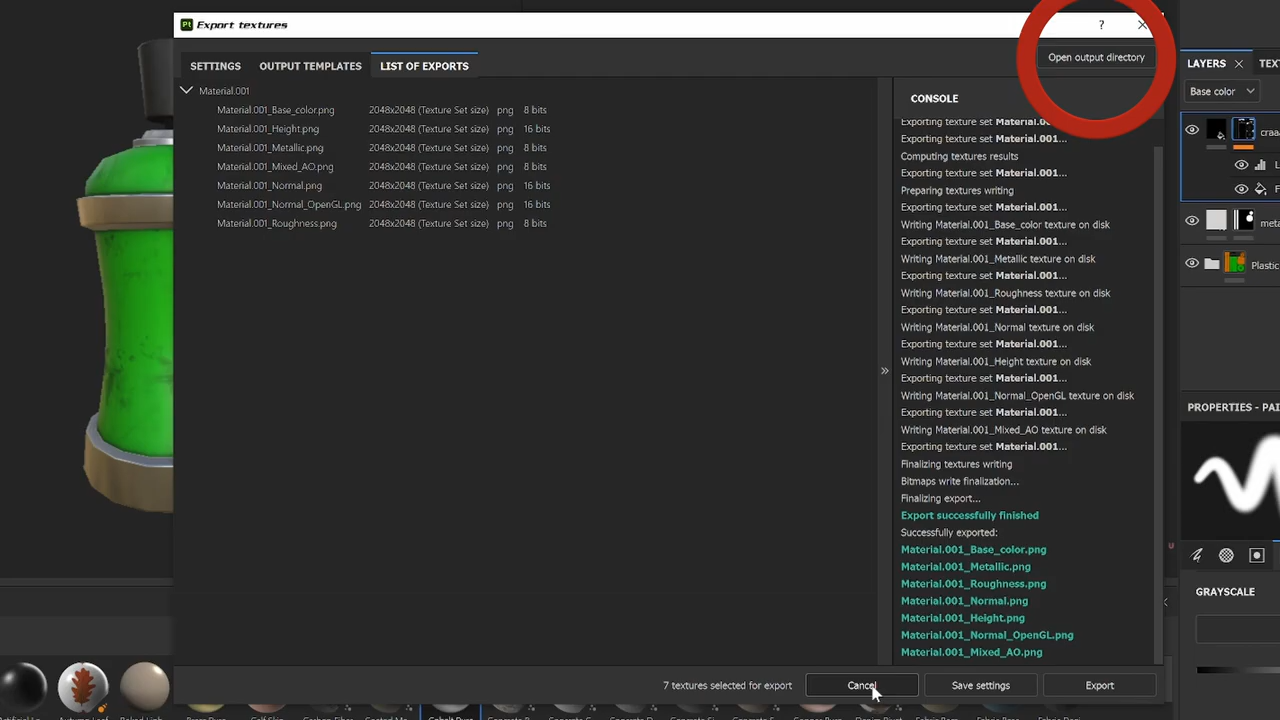 Pt Export textures ?
Open output directory
SETTINGS OUTPUT TEMPLATES LIST OF EXPORTS
Material.001
Material.001_Base_color.png 2048x2048 (Texture Set size) png 8 bits
Material.001_Height.png 2048x2048 (Texture Set size) png 16 bits
Material.001_Metallic.png 2048x2048 (Texture Set size) png 8 bits
Material.001_Mixed_AO.png 2048x2048 (Texture Set size) png 8 bits
Material.001_Normal.png 2048x2048 (Texture Set size) png 16 bits
Material.001_Normal_OpenGL.png 2048x2048 (Texture Set size) png 16 bits
Material.001_Roughness.png 2048x2048 (Texture Set size) png 8 bits
CONSOLE
Exporting texture set Material.001...
Exporting texture set Material.001...
Computing textures results
Exporting texture set Material.001...
Preparing textures writing
Exporting texture set Material.001...
Writing Material.001_Base_color texture on disk
Exporting texture set Material.001...
Writing Material.001_Metallic texture on disk
Exporting texture set Material.001...
Writing Material.001_Roughness texture on disk
Exporting texture set Material.001...
Writing Material.001_Normal texture on disk
Exporting texture set Material.001...
Writing Material.001_Height texture on disk
Exporting texture set Material.001...
Writing Material.001_Normal_OpenGL texture on disk
Exporting texture set Material.001...
Writing Material.001_Mixed_AO texture on disk
Exporting texture set Material.001...
Finalizing textures writing
Bitmaps write finalization...
Finalizing export...
Export successfully finished
Successfully exported:
Material.001_Base_color.png
Material.001_Metallic.png
Material.001_Roughness.png
Material.001_Normal.png
Material.001_Height.png
Material.001_Normal_OpenGL.png
Material.001_Mixed_AO.png
7 textures selected for export Cancel Save settings Export
LAYERS TEXT
Base color
craa
L
F
meta
Plastic
PROPERTIES - PAI
GRAYSCALE